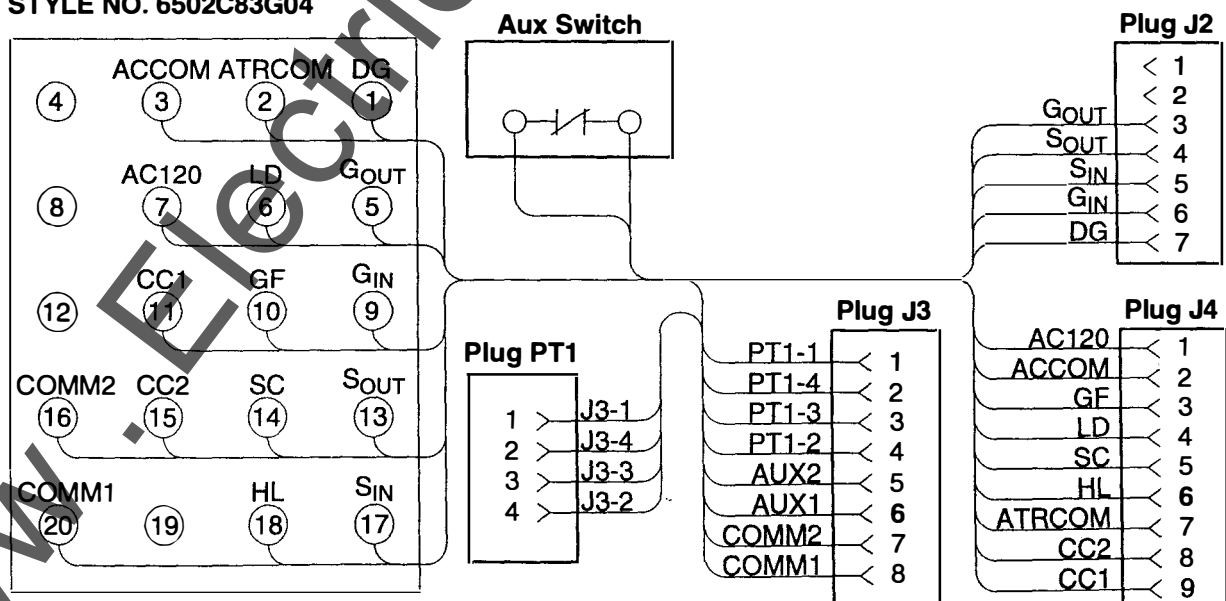 STYLE NO. 6502C83G04
Aux Switch
Plug J2
ACCOM ATRCOM DG
4 3 2 1
AC120 LD GOUT
8 7 6 5
CC1 GF GIN
12 11 10 9
COMM2 CC2 SC SOUT
16 15 14 13
COMM1 HL SIN
20 19 18 17
1
2
GOUT 3
SOUT 4
SIN 5
GIN 6
DG 7
Plug PT1
1 J3-1
2 J3-4
3 J3-3
4 J3-2
Plug J3
PT1-1 1
PT1-4 2
PT1-3 3
PT1-2 4
AUX2 5
AUX1 6
COMM2 7
COMM1 8
Plug J4
AC120 1
ACCOM 2
GF 3
LD 4
SC 5
HL 6
ATRCOM 7
CC2 8
CC1 9
w . Electric